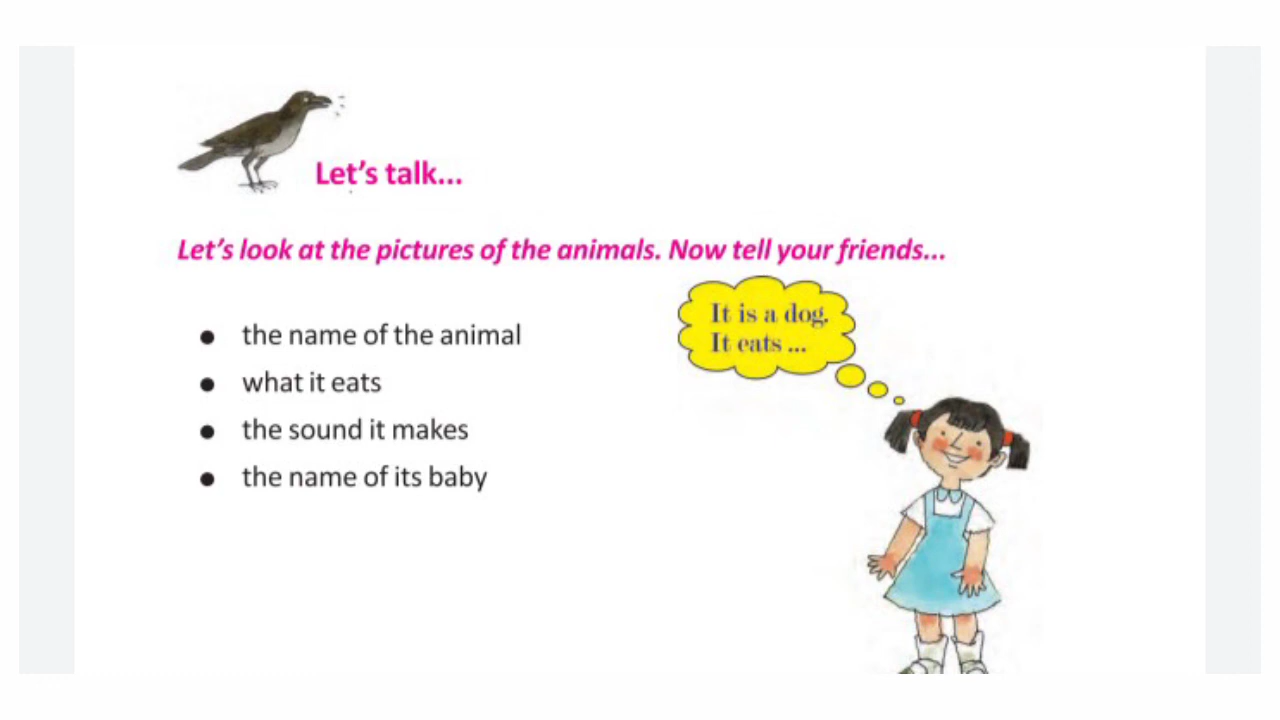 Let's talk...
Let's look at the pictures of the animals. Now tell your friends...
It is a dog.
It eats ...
● the name of the animal
● what it eats
● the sound it makes
● the name of its baby